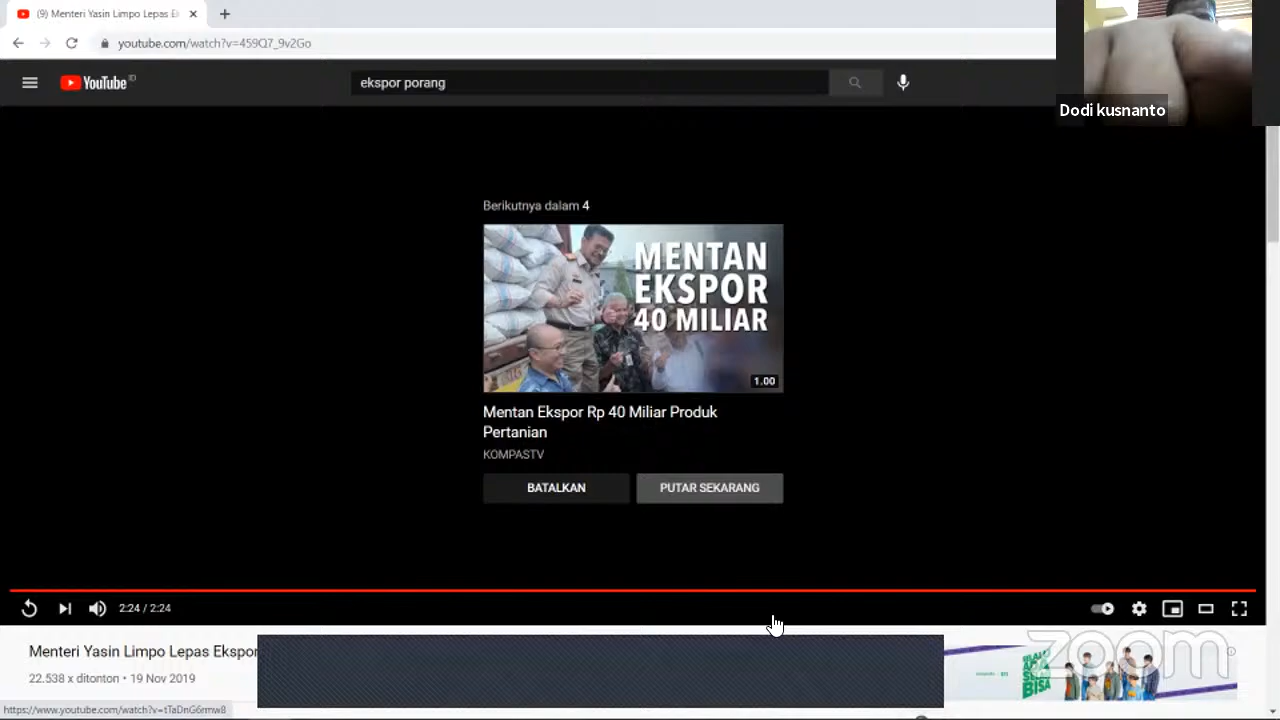 (9) Menteri Yasin Limpo Lepas E
youtube.com/watch?v=459Q7_9v2Go
YouTube ID
ekspor porang
Dodi kusnanto
Berikutnya dalam 4
MENTAN
EKSPOR
40 MILIAR
1.00
Mentan Ekspor Rp 40 Miliar Produk
Pertanian
KOMPASTV
BATALKAN
PUTAR SEKARANG
2:24 / 2:24
Menteri Yasin Limpo Lepas Ekspor
22.538 x ditonton • 19 Nov 2019
zoom
BISA
https://www.youtube.com/watch?v=tTaDnG6rmw8